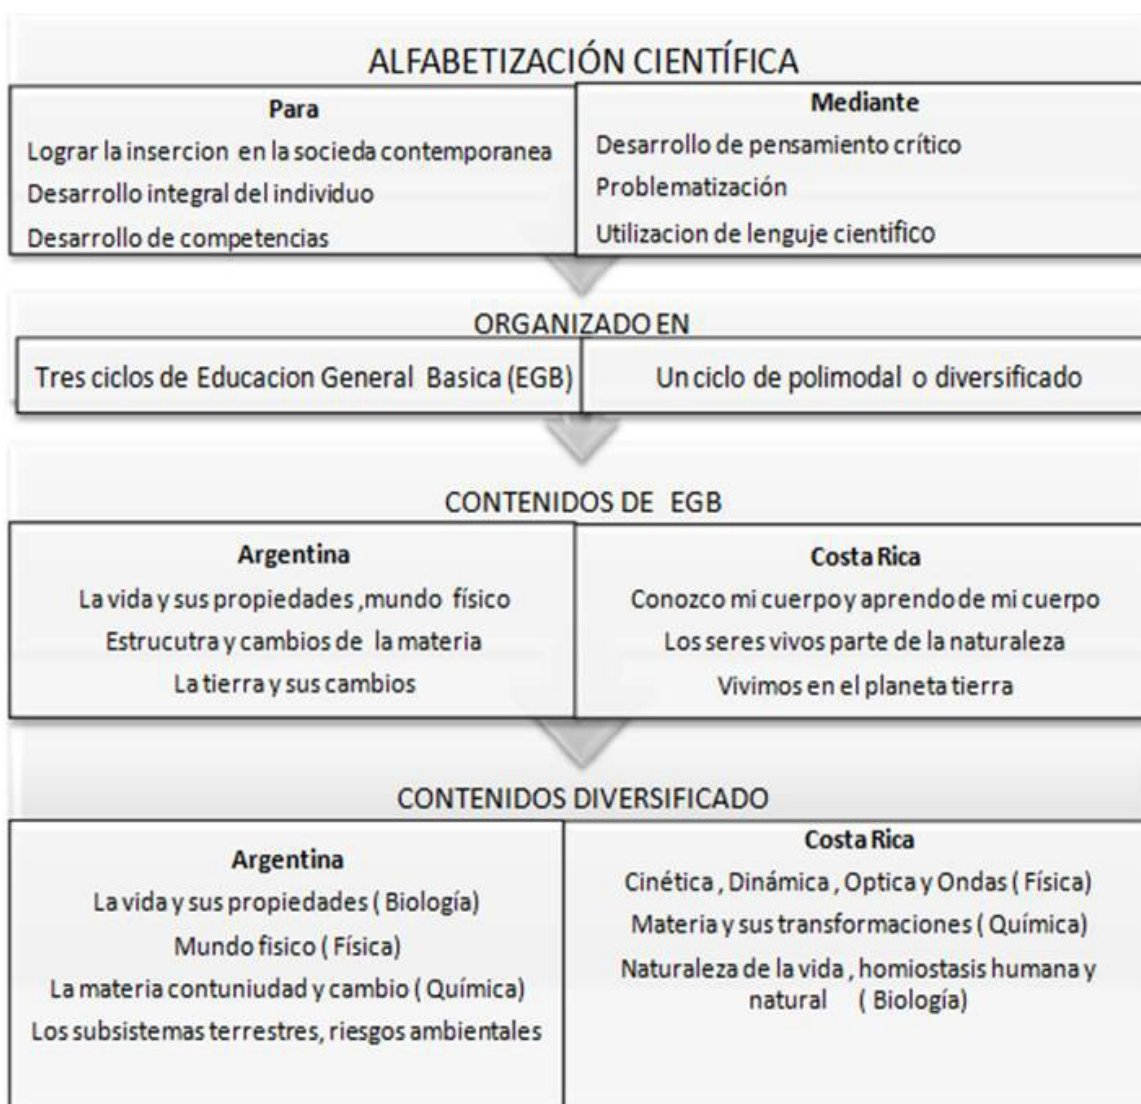 ALFABETIZACIÓN CIENTÍFICA
Para
Lograr la insercion en la socieda contemporanea
Desarrollo integral del individuo
Desarrollo de competencias
Mediante
Desarrollo de pensamiento crítico
Problematización
Utilizacion de lenguje cientifico
ORGANIZADO EN
Tres ciclos de Educacion General Basica (EGB)
Un ciclo de polimodal o diversificado
CONTENIDOS DE EGB
Argentina
La vida y sus propiedades ,mundo físico
Estrucutra y cambios de la materia
La tierra y sus cambios
Costa Rica
Conozco mi cuerpo y aprendo de mi cuerpo
Los seres vivos parte de la naturaleza
Vivimos en el planeta tierra
CONTENIDOS DIVERSIFICADO
Argentina
La vida y sus propiedades ( Biología)
Mundo fisico ( Física)
La materia contuniudad y cambio ( Química)
Los subsistemas terrestres, riesgos ambientales
Costa Rica
Cinética , Dinámica , Optica y Ondas ( Física)
Materia y sus transformaciones ( Química)
Naturaleza de la vida , homiostasis humana y
natural ( Biología)